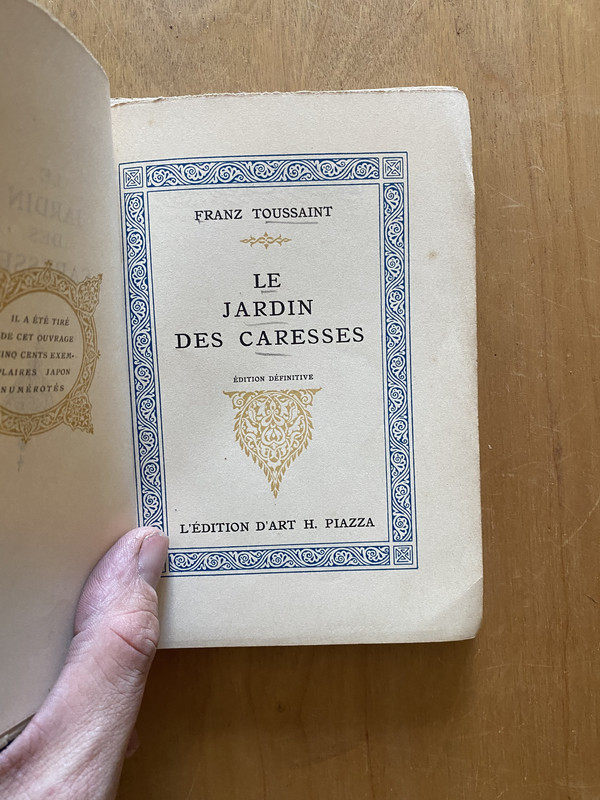 IL A ÉTÉ TIRÉ
DE CET OUVRAGE
CINQ CENTS EXEM-
PLAIRES JAPON
NUMÉROTÉS
FRANZ TOUSSAINT
LE
JARDIN
DES CARESSES
ÉDITION DÉFINITIVE
L'ÉDITION D'ART H. PIAZZA